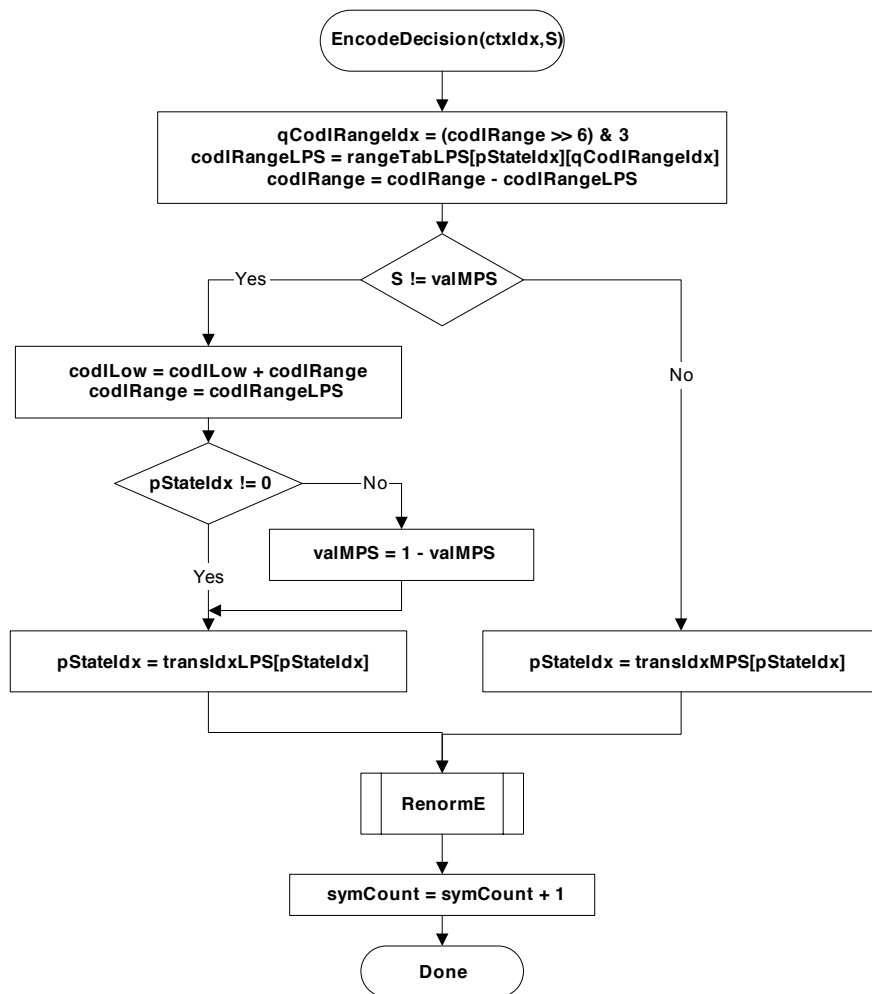 EncodeDecision(ctxIdx,S)
qCodIRangeIdx = (codIRange >> 6) & 3
codIRangeLPS = rangeTabLPS[pStateIdx][qCodIRangeIdx]
codIRange = codIRange - codIRangeLPS
S != valMPS
Yes
No
codILow = codILow + codIRange
codIRange = codIRangeLPS
pStateIdx != 0
No
valMPS = 1 - valMPS
Yes
pStateIdx = transIdxLPS[pStateIdx]
pStateIdx = transIdxMPS[pStateIdx]
RenormE
symCount = symCount + 1
Done